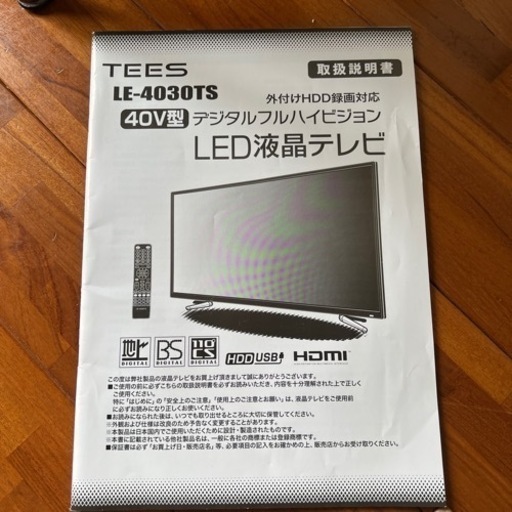 TEES
取扱説明書
LE-4030TS
外付けHDD録画対応
40V型 デジタルフルハイビジョン
LED液晶テレビ
地上 DIGITAL BS DIGITAL 110 CS DIGITAL HDD USB HDMI
この度は弊社製品の液晶テレビをお買上げ頂きまして誠にありがとうございます。
■ご使用の前に必ずこちらの取扱説明書を必ずお読みいただき、内容を十分理解された上で正しく
ご使用ください。
特に「はじめに」の「安全上のご注意」「使用上のご注意とお願い」は、液晶テレビをご使用前
に必ずお読みになり正しくお使いください。
■お読みになられた後は、いつでも取り出せるところに大切に保管してください。
※外観および仕様は改良のため予告なく変更することがあります。
※本製品は日本国内でご使用いただくために設計・製造されたものです。
※本書に記載されている他社製品名は、一般に各社の商標または登録商標です。
■保証書は必ず「お買上げ日・販売店名」等、必要項目の記入をお確かめの上、販売店からお受け取りください。